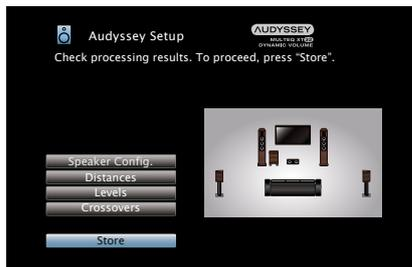 Audyssey Setup
AUDYSSEY
MULTEQ XT32
DYNAMIC VOLUME
Check processing results. To proceed, press “Store”.
Speaker Config.
Distances
Levels
Crossovers
Store